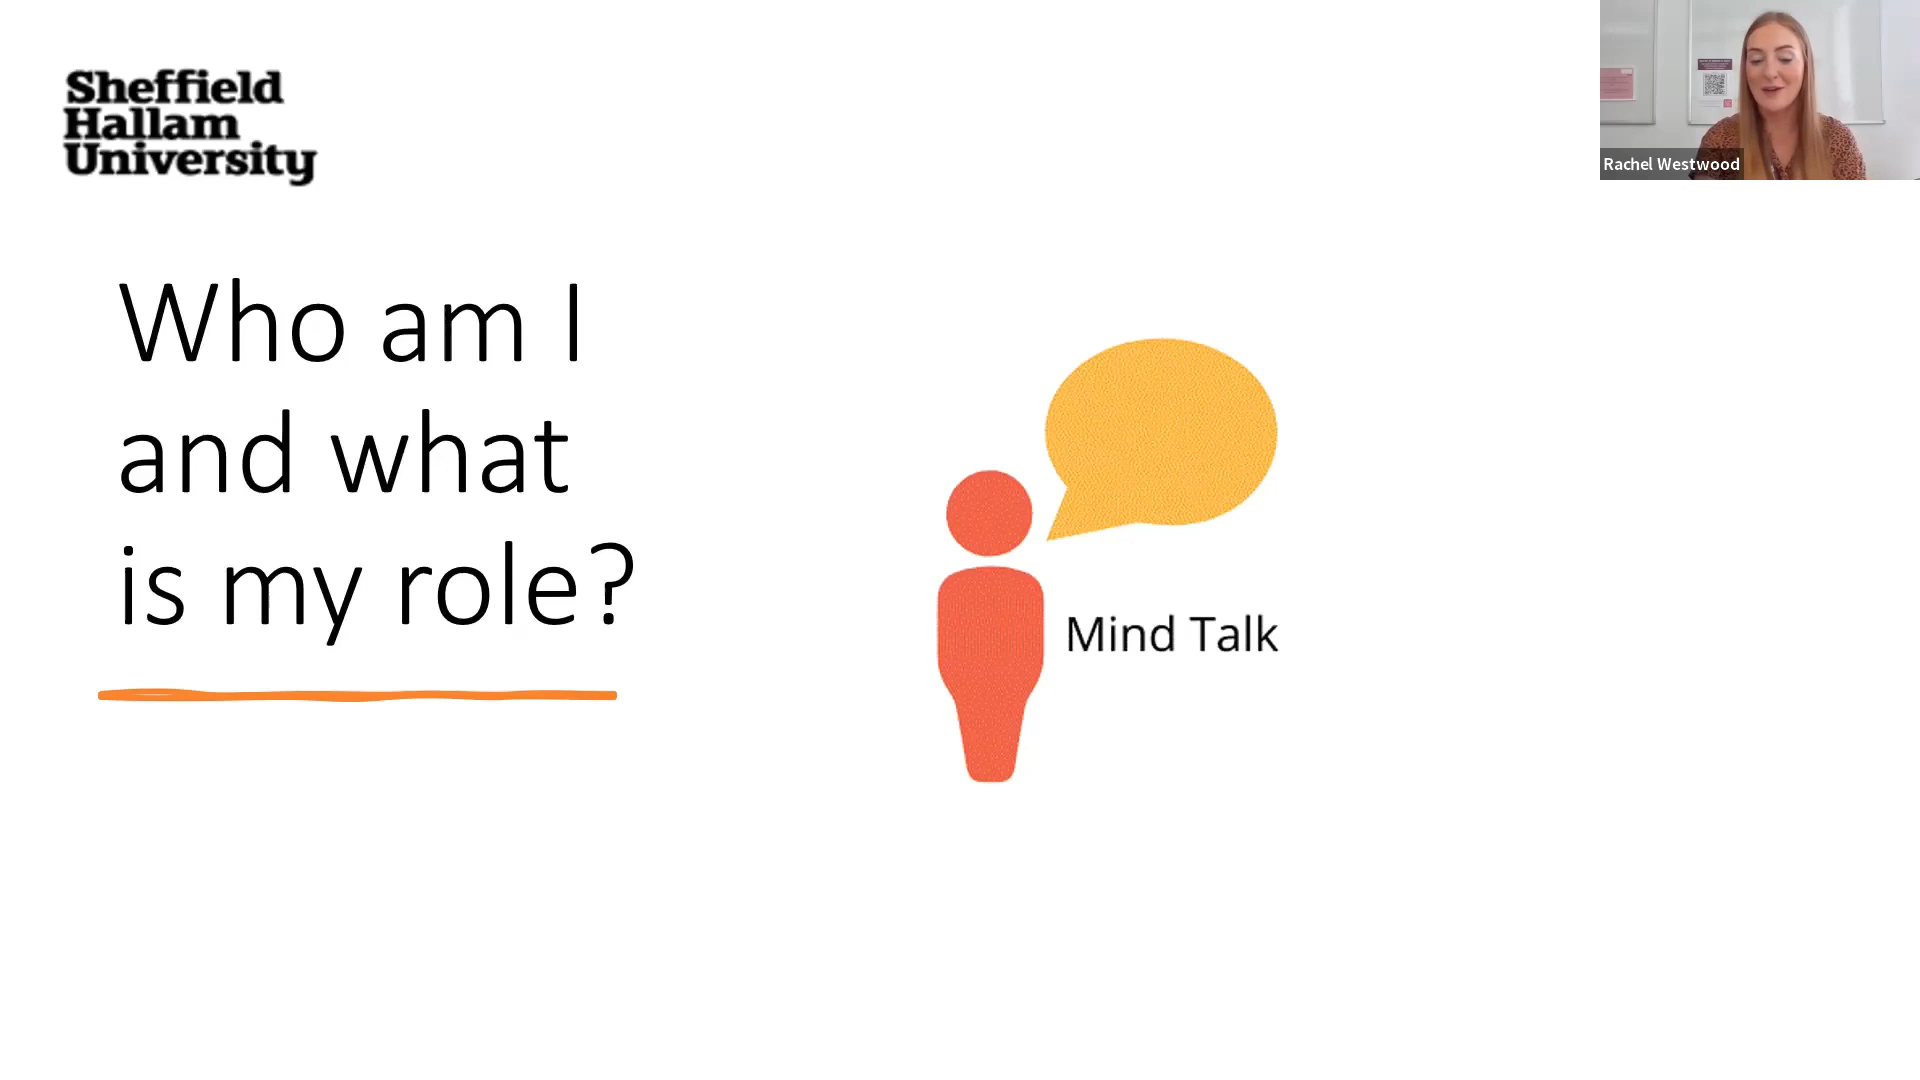 Sheffield
Hallam
University
Rachel Westwood
Who am I
and what
is my role?
Mind Talk